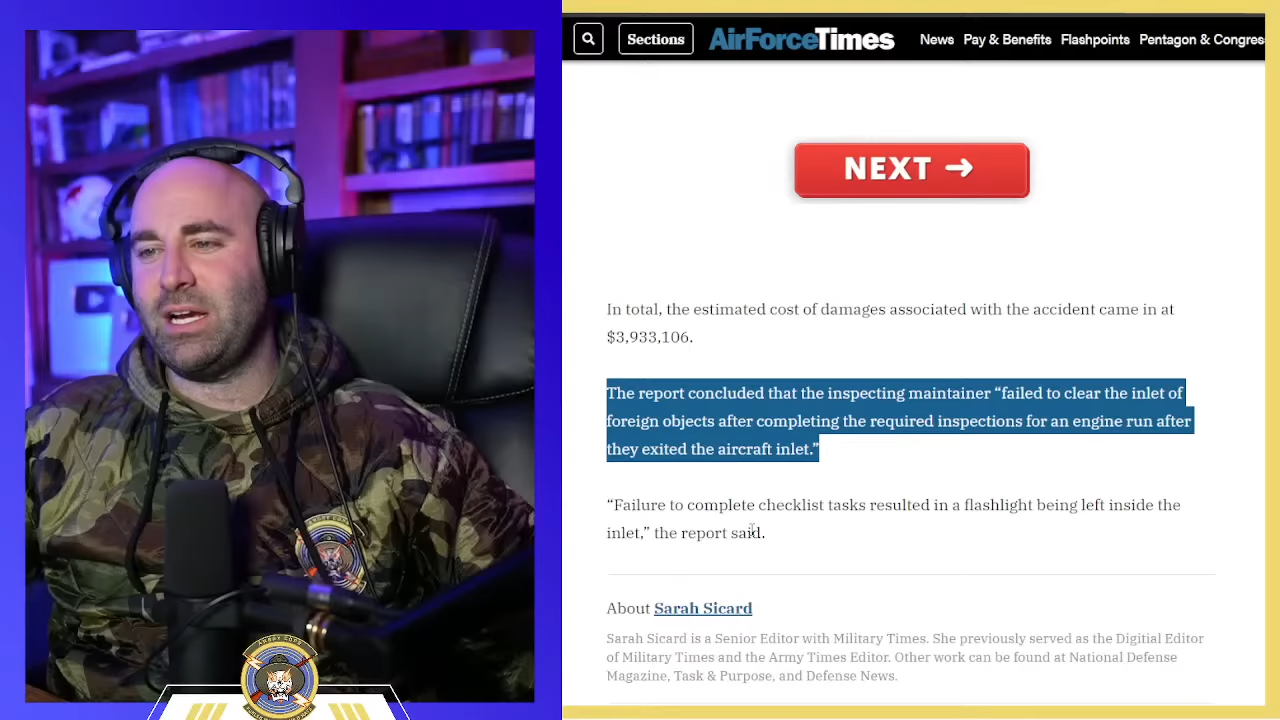 Sections
AirForceTimes
News Pay & Benefits Flashpoints Pentagon & Congres
NEXT →
In total, the estimated cost of damages associated with the accident came in at
$3,933,106.
The report concluded that the inspecting maintainer “failed to clear the inlet of
foreign objects after completing the required inspections for an engine run after
they exited the aircraft inlet.”
“Failure to complete checklist tasks resulted in a flashlight being left inside the
inlet,” the report said.
About Sarah Sicard
Sarah Sicard is a Senior Editor with Military Times. She previously served as the Digitial Editor
of Military Times and the Army Times Editor. Other work can be found at National Defense
Magazine, Task & Purpose, and Defense News.
ANGRY COPS